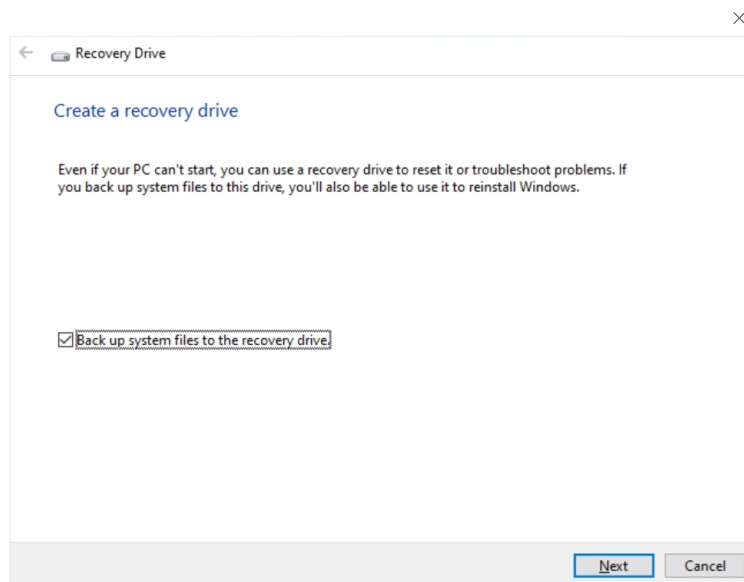 Recovery Drive
Create a recovery drive
Even if your PC can't start, you can use a recovery drive to reset it or troubleshoot problems. If
you back up system files to this drive, you'll also be able to use it to reinstall Windows.
Back up system files to the recovery drive.
Next
Cancel